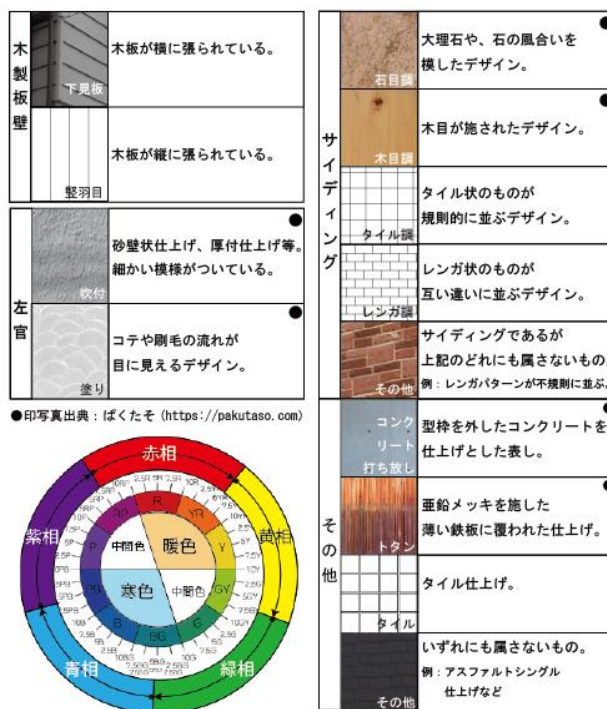 木製板壁
下見板
木板が横に張られている。
竪羽目
木板が縦に張られている。
左官
吹付
砂壁状仕上げ、厚付仕上げ等。
細かい模様がついている。
塗り
コテや刷毛の流れが
目に見えるデザイン。
●印写真出典：ぱくたそ (https://pakutaso.com)
赤相
黄相
緑相
青相
紫相
暖色
中間色
寒色
中間色
R
YR
Y
GY
G
BG
B
PB
P
RP
サイディング
石目調
大理石や、石の風合いを
模したデザイン。
木目調
木目が施されたデザイン。
タイル調
タイル状のものが
規則的に並ぶデザイン。
レンガ調
レンガ状のものが
互い違いに並ぶデザイン。
その他
サイディングであるが
上記のどれにも属さないもの。
例：レンガパターンが不規則に並ぶ。
その他
コンク
リート
打ち放し
型枠を外したコンクリートを
仕上げとした表し。
トタン
亜鉛メッキを施した
薄い鉄板に覆われた仕上げ。
タイル
タイル仕上げ。
その他
いずれにも属さないもの。
例：アスファルトシングル
仕上げなど